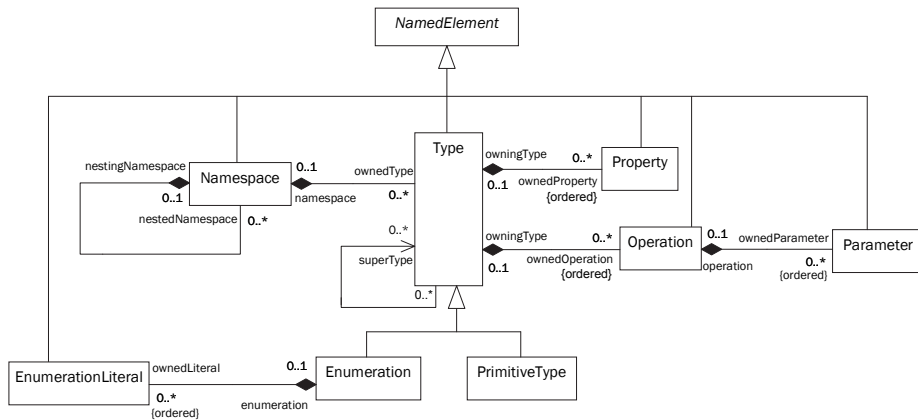 NamedElement
Type
nestingNamespace
Namespace
0..1
0..1
namespace
ownedType
0..*
nestedNamespace
0..*
owningType
0..*
0..1
ownedProperty
{ordered}
Property
0..*
superType
0..*
owningType
0..*
0..1
ownedOperation
{ordered}
Operation
0..1
operation
ownedParameter
0..*
{ordered}
Parameter
EnumerationLiteral
ownedLiteral
0..*
{ordered}
0..1
enumeration
Enumeration
PrimitiveType